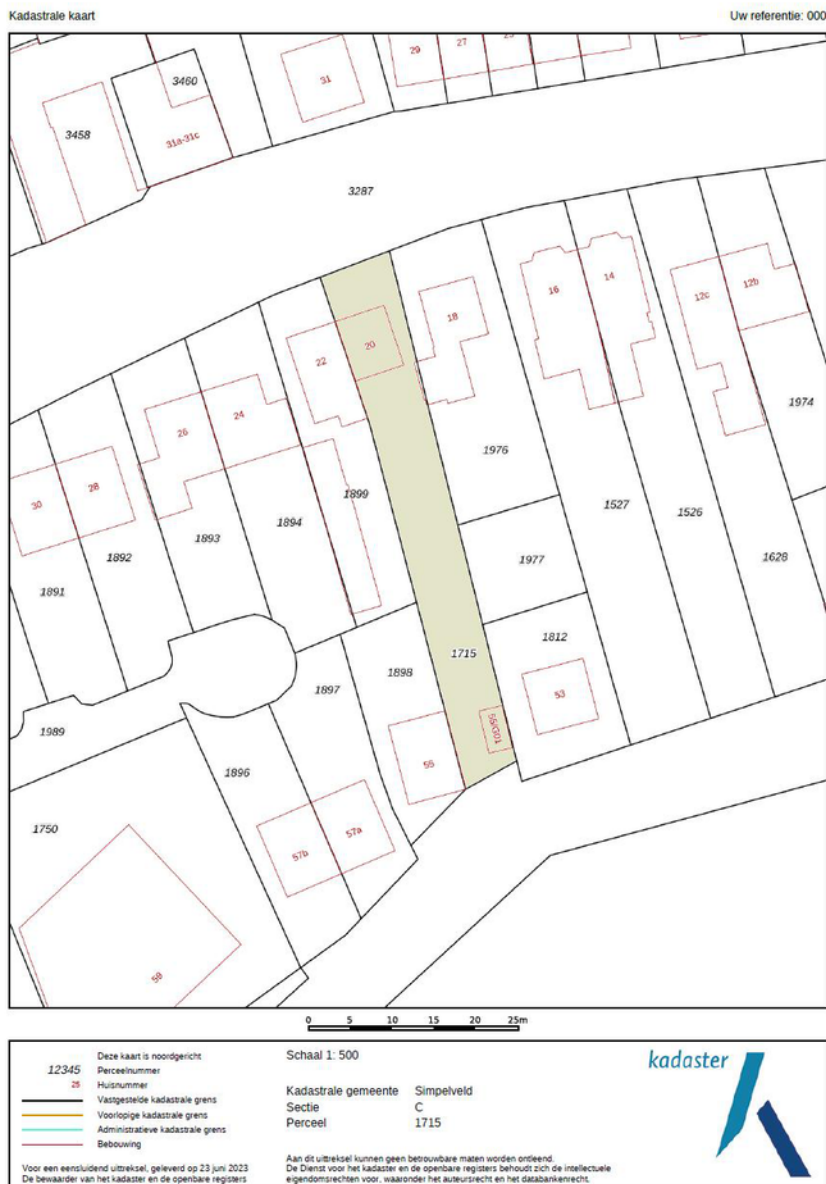 Kadastrale kaart
Uw referentie: 000
29
27
31
3460
3458
31a-31c
3287
16
14
12c
12b
18
20
22
24
26
28
30
1974
1976
1899
1894
1893
1892
1891
1527
1526
1628
1977
1812
1715
1898
1897
1989
1896
1750
53
55/G01
55
57a
57b
59
0 5 10 15 20 25m
Deze kaart is noordgericht
12345 Perceelnummer
25 Huisnummer
Vastgestelde kadastrale grens
Voorlopige kadastrale grens
Administratieve kadastrale grens
Bebouwing
Voor een eensluidend uittreksel, geleverd op 23 juni 2023
De bewaarder van het kadaster en de openbare registers
Schaal 1: 500
Kadastrale gemeente Simpelveld
Sectie C
Perceel 1715
Aan dit uittreksel kunnen geen betrouwbare maten worden ontleend.
De Dienst voor het kadaster en de openbare registers behoudt zich de intellectuele
eigendomsrechten voor, waaronder het auteursrecht en het databankenrecht.
kadaster